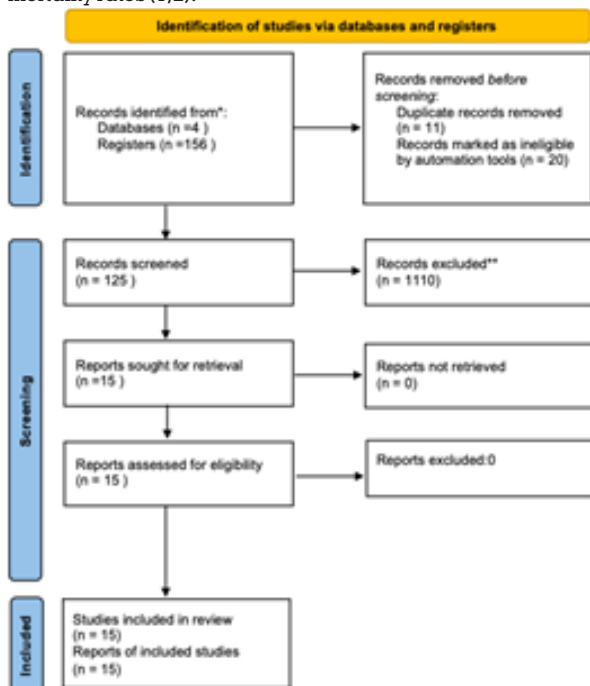 mortality rates (1,2).
Identification of studies via databases and registers
Identification
Records identified from*:
Databases (n =4 )
Registers (n =156 )
Records removed before
screening:
Duplicate records removed
(n = 11)
Records marked as ineligible
by automation tools (n = 20)
Screening
Records screened
(n = 125 )
Records excluded**
(n = 1110)
Reports sought for retrieval
(n =15 )
Reports not retrieved
(n = 0)
Reports assessed for eligibility
(n = 15 )
Reports excluded:0
Included
Studies included in review
(n = 15)
Reports of included studies
(n = 15)